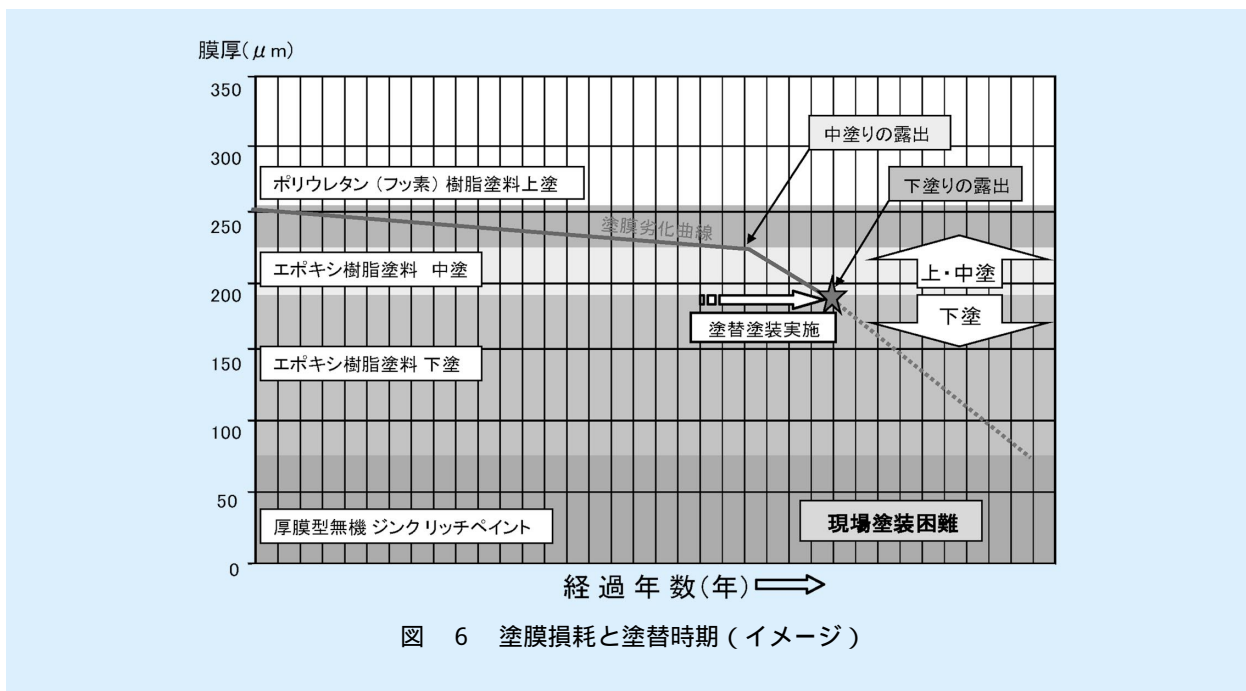 膜厚(μm)
350
300
250
200
150
100
50
0
中塗りの露出
下塗りの露出
ポリウレタン (フッ素) 樹脂塗料上塗
塗膜劣化曲線
エポキシ樹脂塗料 中塗
上・中塗
下塗
塗替塗装実施
エポキシ樹脂塗料 下塗
厚膜型無機 ジンクリッチペイント
現場塗装困難
経過年数(年)
図 6 塗膜損耗と塗替時期(イメージ)